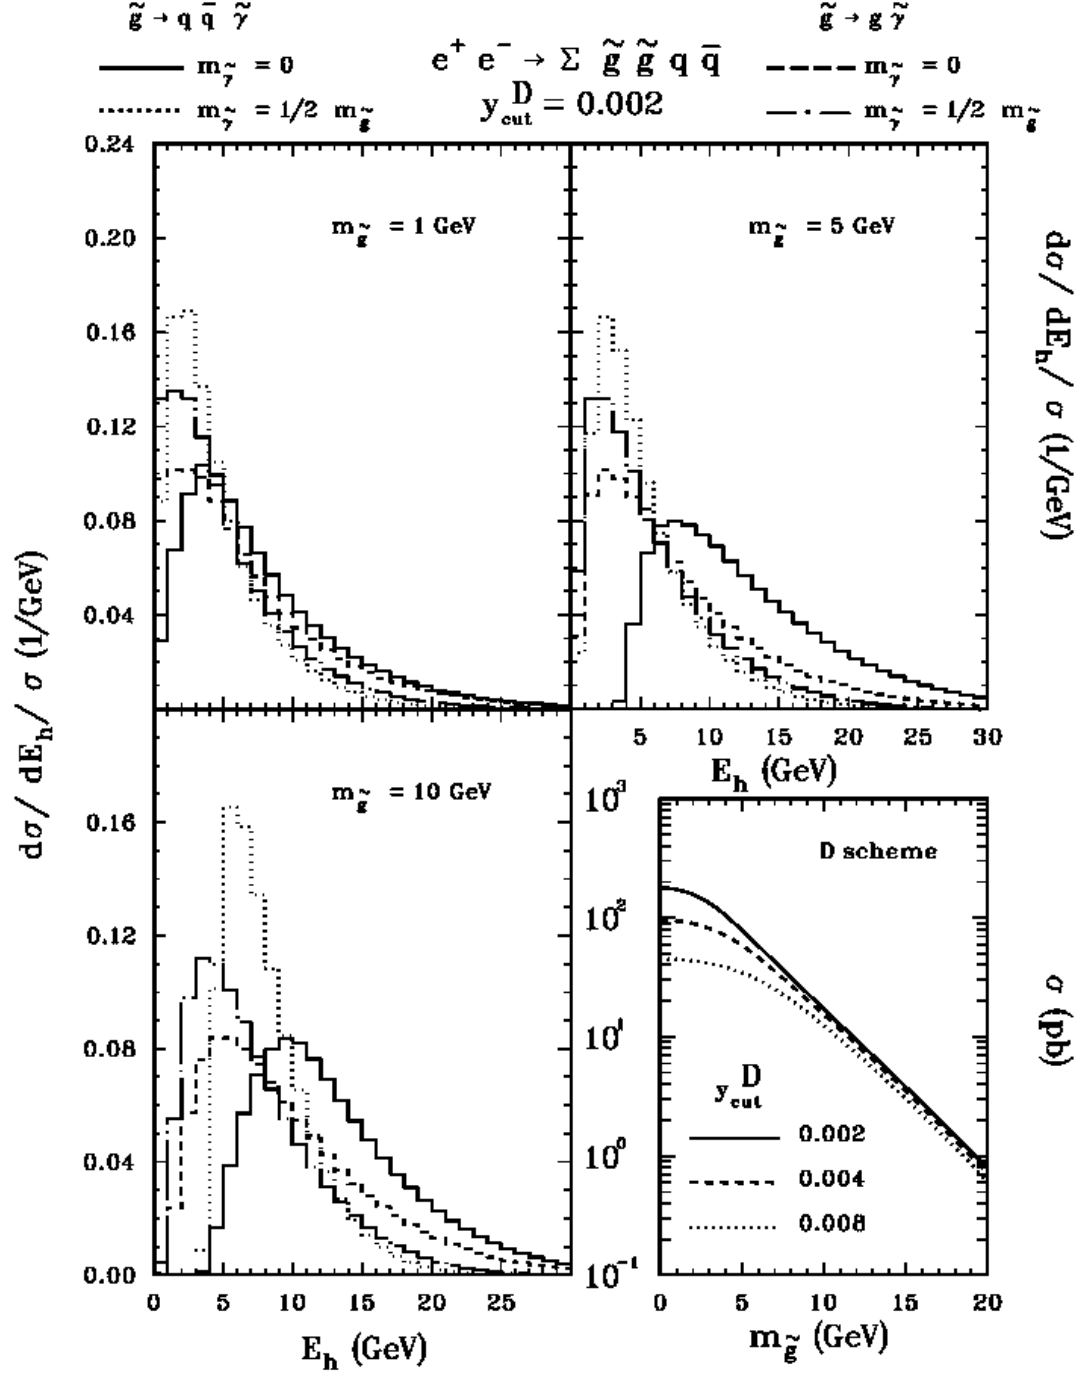 g̃ → q q̄ γ̃
g̃ → g γ̃
m_γ̃ = 0
e⁺ e⁻ → Σ g̃ g̃ q q̄
m_γ̃ = 0
m_γ̃ = 1/2 m_g̃
y_cut^D = 0.002
m_γ̃ = 1/2 m_g̃
0.24
0.20
0.16
0.12
0.08
0.04
m_g̃ = 1 GeV
m_g̃ = 5 GeV
5 10 15 20 25 30
E_h (GeV)
dσ/ dE_h/ σ (1/GeV)
dσ/ dE_h/ σ (1/GeV)
m_g̃ = 10 GeV
0.16
0.12
0.08
0.04
0.00
0 5 10 15 20 25
E_h (GeV)
10³
10²
10¹
10⁰
10⁻¹
D scheme
y_cut^D
0.002
0.004
0.008
0 5 10 15 20
m_g̃ (GeV)
σ (pb)